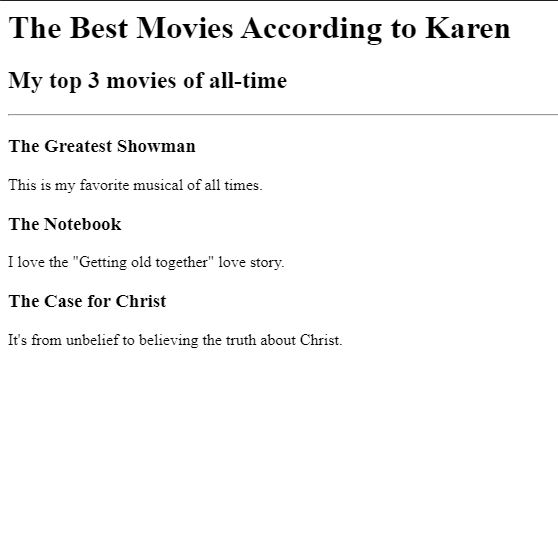 The Best Movies According to Karen
My top 3 movies of all-time
The Greatest Showman
This is my favorite musical of all times.
The Notebook
I love the "Getting old together" love story.
The Case for Christ
It's from unbelief to believing the truth about Christ.